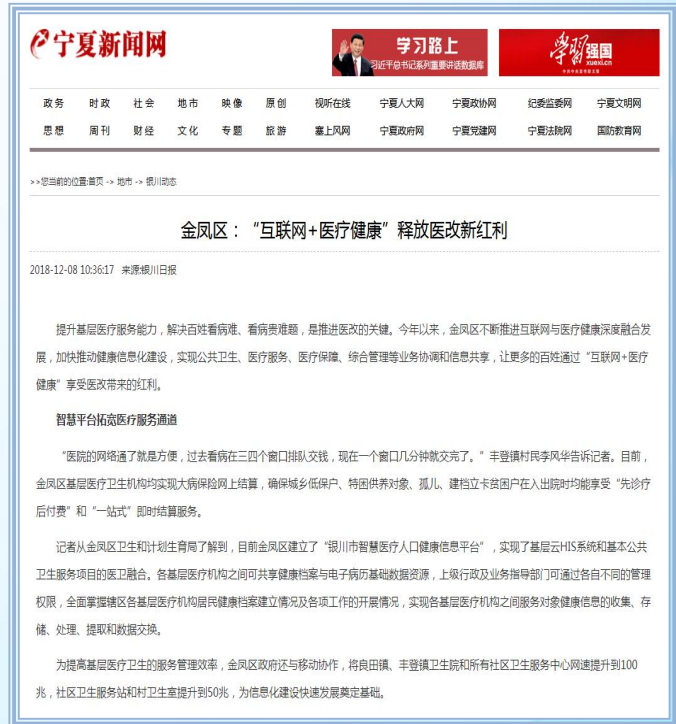 宁夏新闻网
学习路上
习近平总书记系列重要讲话数据库
学习强国
xuexi.cn
政务 时政 社会 地市 映像 原创 视听在线 宁夏人大网 宁夏政协网 纪委监委网 宁夏文明网
思想 周刊 财经 文化 专题 旅游 塞上风网 宁夏政府网 宁夏党建网 宁夏法院网 国防教育网
>>您当前的位置:首页 -> 地市 -> 银川动态
金凤区：“互联网+医疗健康”释放医改新红利
2018-12-08 10:36:17 来源:银川日报
提升基层医疗服务能力，解决百姓看病难、看病贵难题，是推进医改的关键。今年以来，金凤区不断推进互联网与医疗健康深度融合发
展，加快推动健康信息化建设，实现公共卫生、医疗服务、医疗保障、综合管理等业务协调和信息共享，让更多的百姓通过“互联网+医疗
健康”享受医改带来的红利。
智慧平台拓宽医疗服务通道
“医院的网络通了就是方便，过去看病在三四个窗口排队交钱，现在一个窗口几分钟就交完了。”丰登镇村民李风华告诉记者。目前，
金凤区基层医疗卫生机构均实现大病保险网上结算，确保城乡低保户、特困供养对象、孤儿、建档立卡贫困户在入出院时均能享受“先诊疗
后付费”和“一站式”即时结算服务。
记者从金凤区卫生和计划生育局了解到，目前金凤区建立了“银川市智慧医疗人口健康信息平台”，实现了基层云HIS系统和基本公共
卫生服务项目的医卫融合。各基层医疗机构之间可共享健康档案与电子病历基础数据资源，上级行政及业务指导部门可通过各自不同的管理
权限，全面掌握辖区各基层医疗机构居民健康档案建立情况及各项工作的开展情况，实现各基层医疗机构之间服务对象健康信息的收集、存
储、处理、提取和数据交换。
为提高基层医疗卫生的服务管理效率，金凤区政府还与移动协作，将良田镇、丰登镇卫生院和所有社区卫生服务中心网速提升到100
兆，社区卫生服务站和村卫生室提升到50兆，为信息化建设快速发展奠定基础。